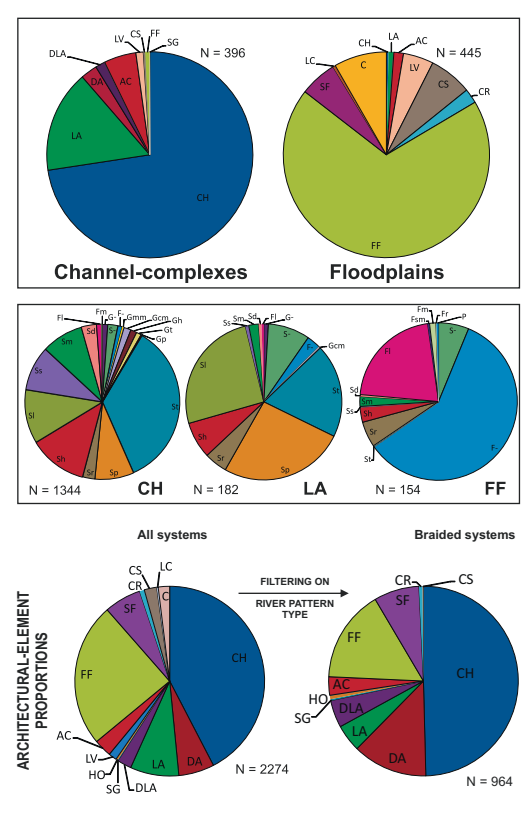 CS FF
LV SG
DLA
DA
AC
LA
CH
N = 396
Channel-complexes
LA
CH AC
N = 445
LC C
SF
LV
CS
CR
FF
Floodplains
Fm
Fl
G-
F-
Gmm
Gcm
Gh
Gt
Gp
Sd
S-
Sm
Ss
Sl
Sh
Sr
Sp
St
N = 1344
CH
Sd
Fl
G-
Sm
Ss
S-
F-
Gcm
Sl
St
Sh
Sr
Sp
N = 182
LA
Fm
Fr
Fsm
P
S-
Fl
Sd
Sm
Ss
Sh
Sr
St
F-
N = 154
FF
All systems
Braided systems
ARCHITECTURAL-ELEMENT
PROPORTIONS
CS LC
CR
C
SF
CH
FF
AC
LV
HO
SG
DLA
LA
DA
N = 2274
FILTERING ON
RIVER PATTERN
TYPE
CR CS
SF
FF
CH
AC
HO
SG
DLA
LA
DA
N = 964